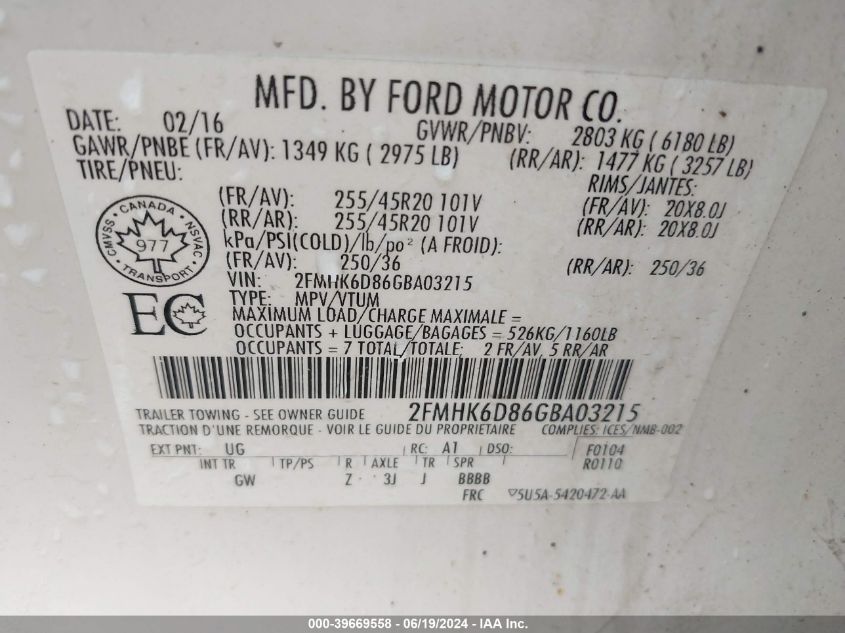 MFD. BY FORD MOTOR CO.
DATE: 02/16 GVWR/PNBV: 2803 KG ( 6180 LB)
GAWR/PNBE (FR/AV): 1349 KG ( 2975 LB) (RR/AR): 1477 KG ( 3257 LB)
TIRE/PNEU: RIMS/JANTES:
(FR/AV): 255/45R20 101V (FR/AV): 20X8.0J
(RR/AR): 255/45R20 101V (RR/AR): 20X8.0J
kPa/PSI(COLD)/lb/po² (A FROID):
(FR/AV): 250/36 (RR/AR): 250/36
VIN: 2FMHK6D86GBA03215
TYPE: MPV/VTUM
MAXIMUM LOAD/CHARGE MAXIMALE =
OCCUPANTS + LUGGAGE/BAGAGES = 526KG/1160LB
OCCUPANTS = 7 TOTAL/TOTALE; 2 FR/AV, 5 RR/AR
CANADA
CMVSS NSVAC
977
TRANSPORT
EC
TRAILER TOWING - SEE OWNER GUIDE 2FMHK6D86GBA03215
TRACTION D'UNE REMORQUE - VOIR LE GUIDE DU PROPRIETAIRE COMPLIES: ICES/NMB-002
EXT PNT: UG RC: A1 DSO: F0104
INT TR TP/PS R AXLE TR SPR R0110
GW Z 3J J BBBB
FRC 5U5A-5420472-AA
000-39669558 - 06/19/2024 - IAA Inc.